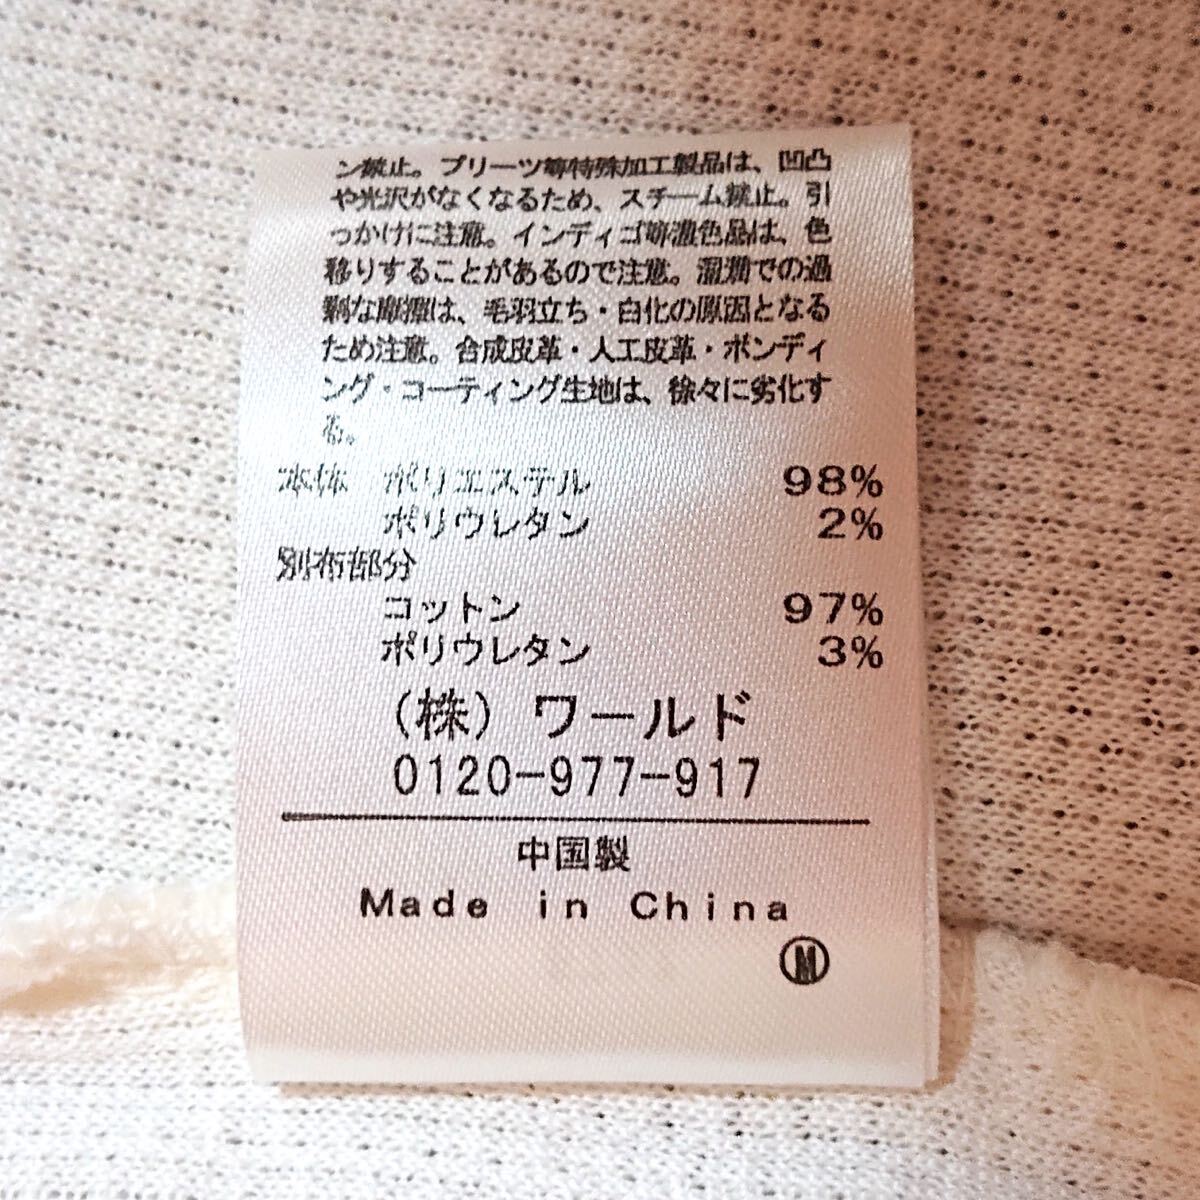 ン禁止。プリーツ等特殊加工製品は、凹凸
や光沢がなくなるため、スチーム禁止。引
っかけに注意。インディゴ等濃色品は、色
移りすることがあるので注意。湿潤での過
剰な摩擦は、毛羽立ち・白化の原因となる
ため注意。合成皮革・人工皮革・ボンディ
ング・コーティング生地は、徐々に劣化す
る。
本体 ポリエステル 98%
ポリウレタン 2%
別布部分
コットン 97%
ポリウレタン 3%
(株) ワールド
0120-977-917
中国製
Made in China
Ⓜ